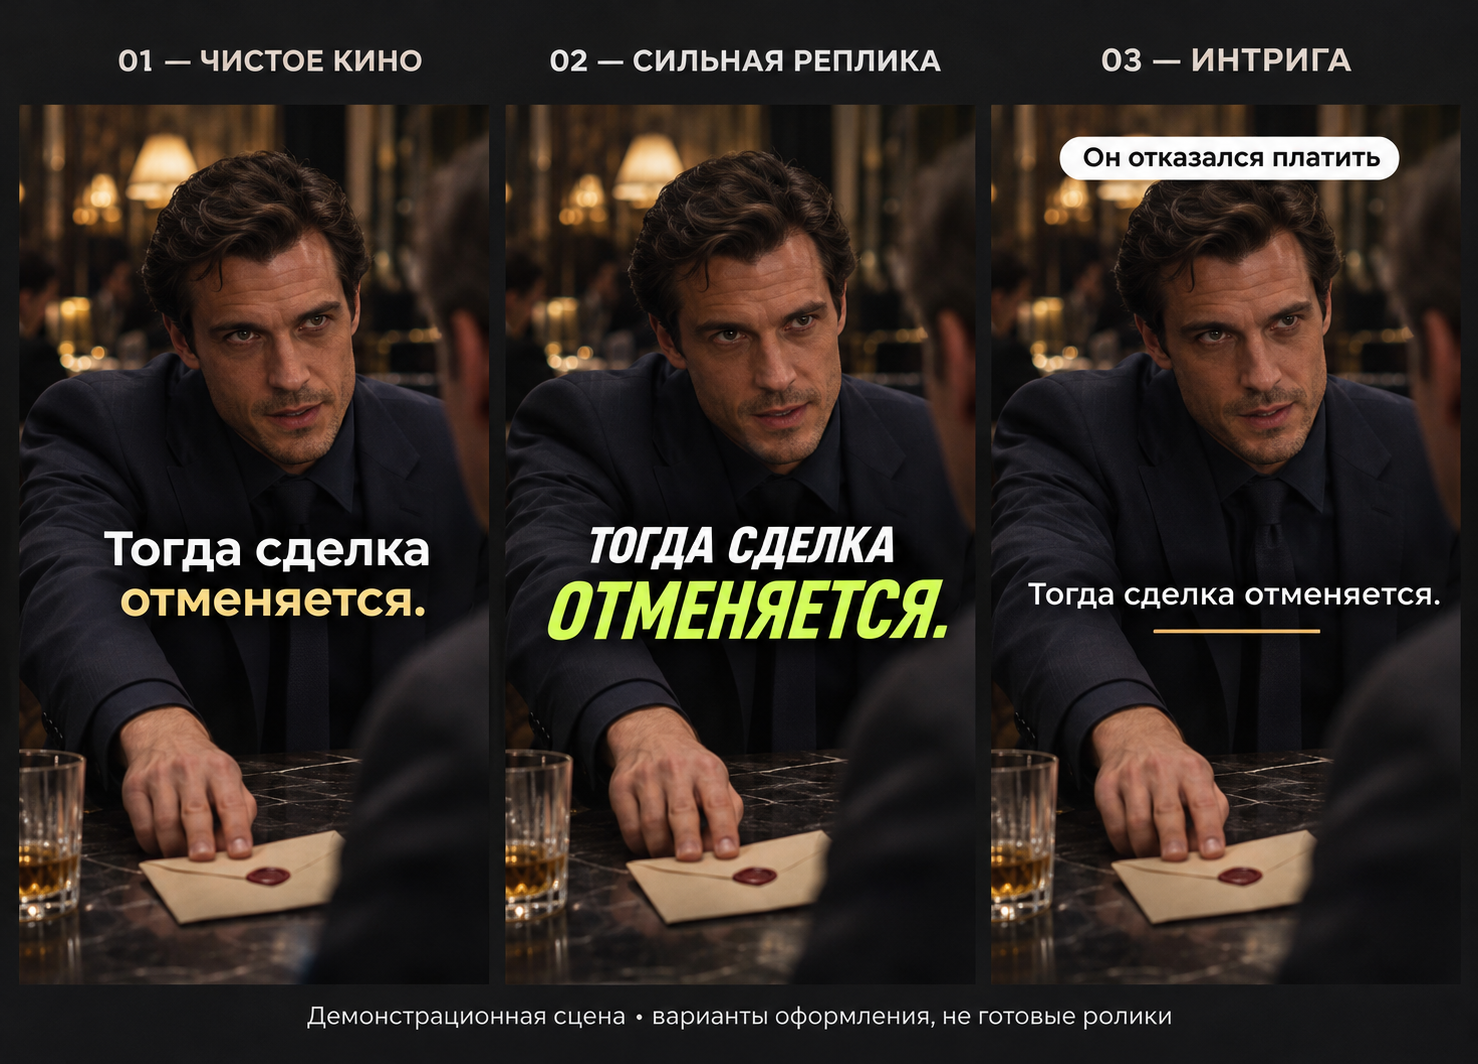 01 — ЧИСТОЕ КИНО
02 — СИЛЬНАЯ РЕПЛИКА
03 — ИНТРИГА
Тогда сделка
отменяется.
ТОГДА СДЕЛКА
ОТМЕНЯЕТСЯ.
Он отказался платить
Тогда сделка отменяется.
Демонстрационная сцена • варианты оформления, не готовые ролики